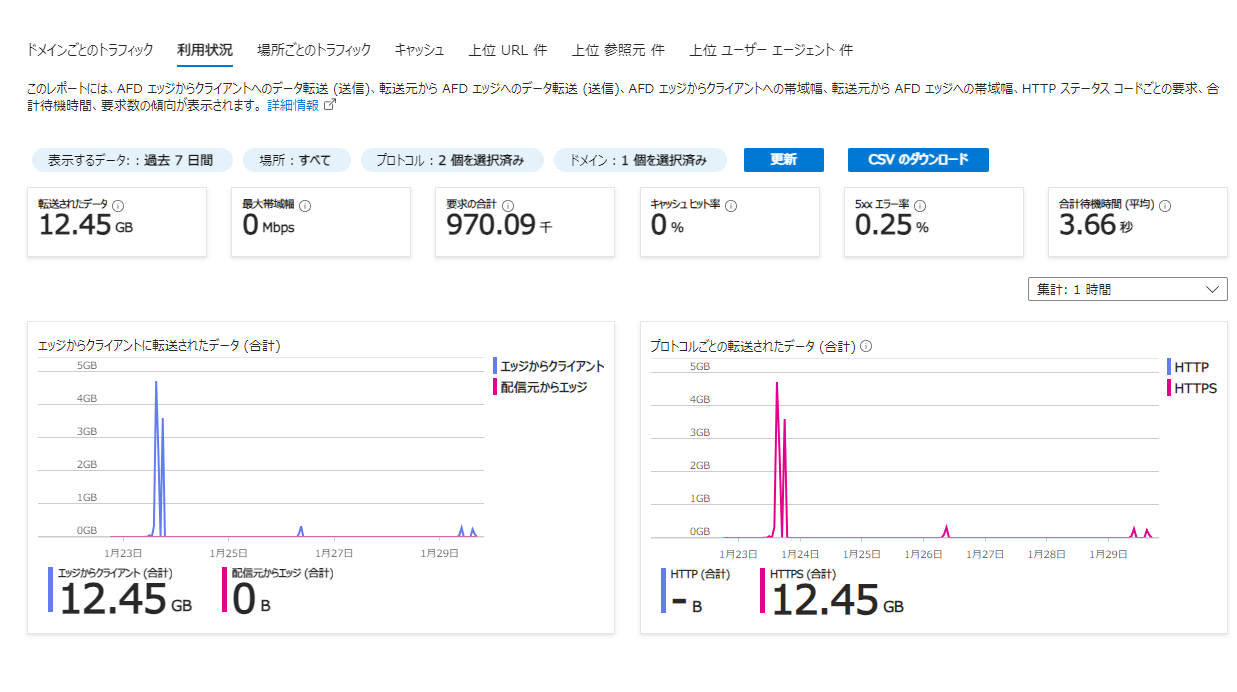 ドメインごとのトラフィック 利用状況 場所ごとのトラフィック キャッシュ 上位 URL 件 上位 参照元 件 上位 ユーザー エージェント 件
このレポートには、AFD エッジからクライアントへのデータ転送 (送信)、転送元から AFD エッジへのデータ転送 (送信)、AFD エッジからクライアントへの帯域幅、転送元から AFD エッジへの帯域幅、HTTP ステータス コードごとの要求、合
計待機時間、要求数の傾向が表示されます。詳細情報
表示するデータ: : 過去 7 日間 場所 : すべて プロトコル : 2 個を選択済み ドメイン : 1 個を選択済み 更新 CSV のダウンロード
転送されたデータ
12.45 GB
最大帯域幅
0 Mbps
要求の合計
970.09 千
キャッシュ ヒット率
0 %
5xx エラー率
0.25 %
合計待機時間 (平均)
3.66 秒
集計: 1 時間
エッジからクライアントに転送されたデータ (合計)
5GB
4GB
3GB
2GB
1GB
0GB
1月23日 1月25日 1月27日 1月29日
エッジからクライアント
配信元からエッジ
エッジからクライアント (合計)
12.45 GB
配信元からエッジ (合計)
0 B
プロトコルごとの転送されたデータ (合計)
5GB
4GB
3GB
2GB
1GB
0GB
1月23日 1月24日 1月25日 1月26日 1月27日 1月28日 1月29日
HTTP
HTTPS
HTTP (合計)
- B
HTTPS (合計)
12.45 GB